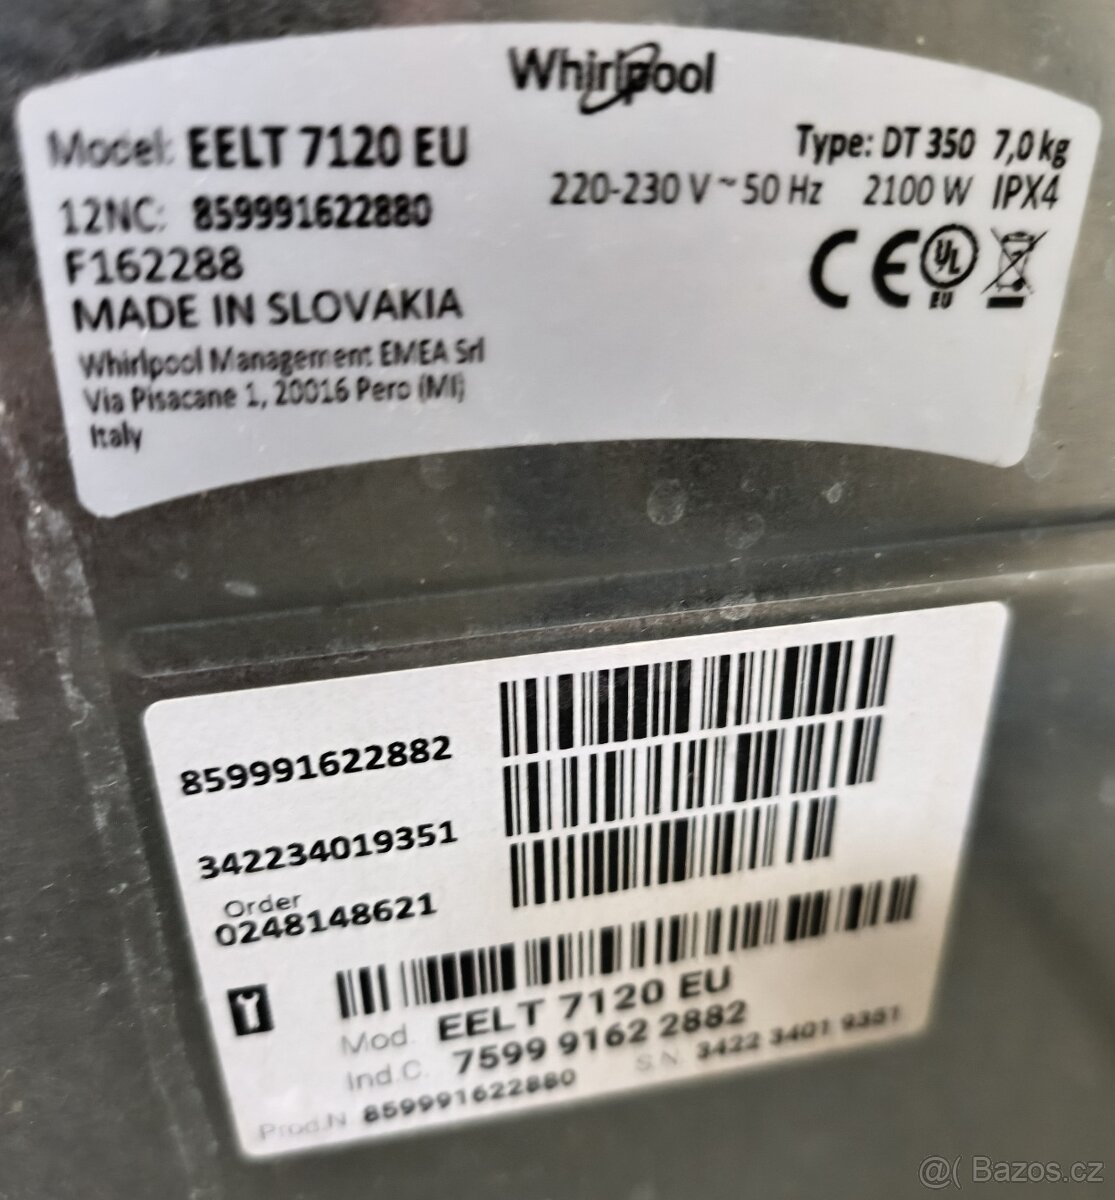 Whirlpool
Model: EELT 7120 EU
Type: DT 350 7,0 kg
12NC: 859991622880
220-230 V ~ 50 Hz 2100 W IPX4
F162288
MADE IN SLOVAKIA
CE UL EU
Whirlpool Management EMEA Srl
Via Pisacane 1, 20016 Pero (MI)
Italy
859991622882
342234019351
Order
0248148621
Mod. EELT 7120 EU
Ind.C. 7599 9162 2882
S.N. 3422 3401 9351
Prod.N 859991622880
@( Bazos.cz